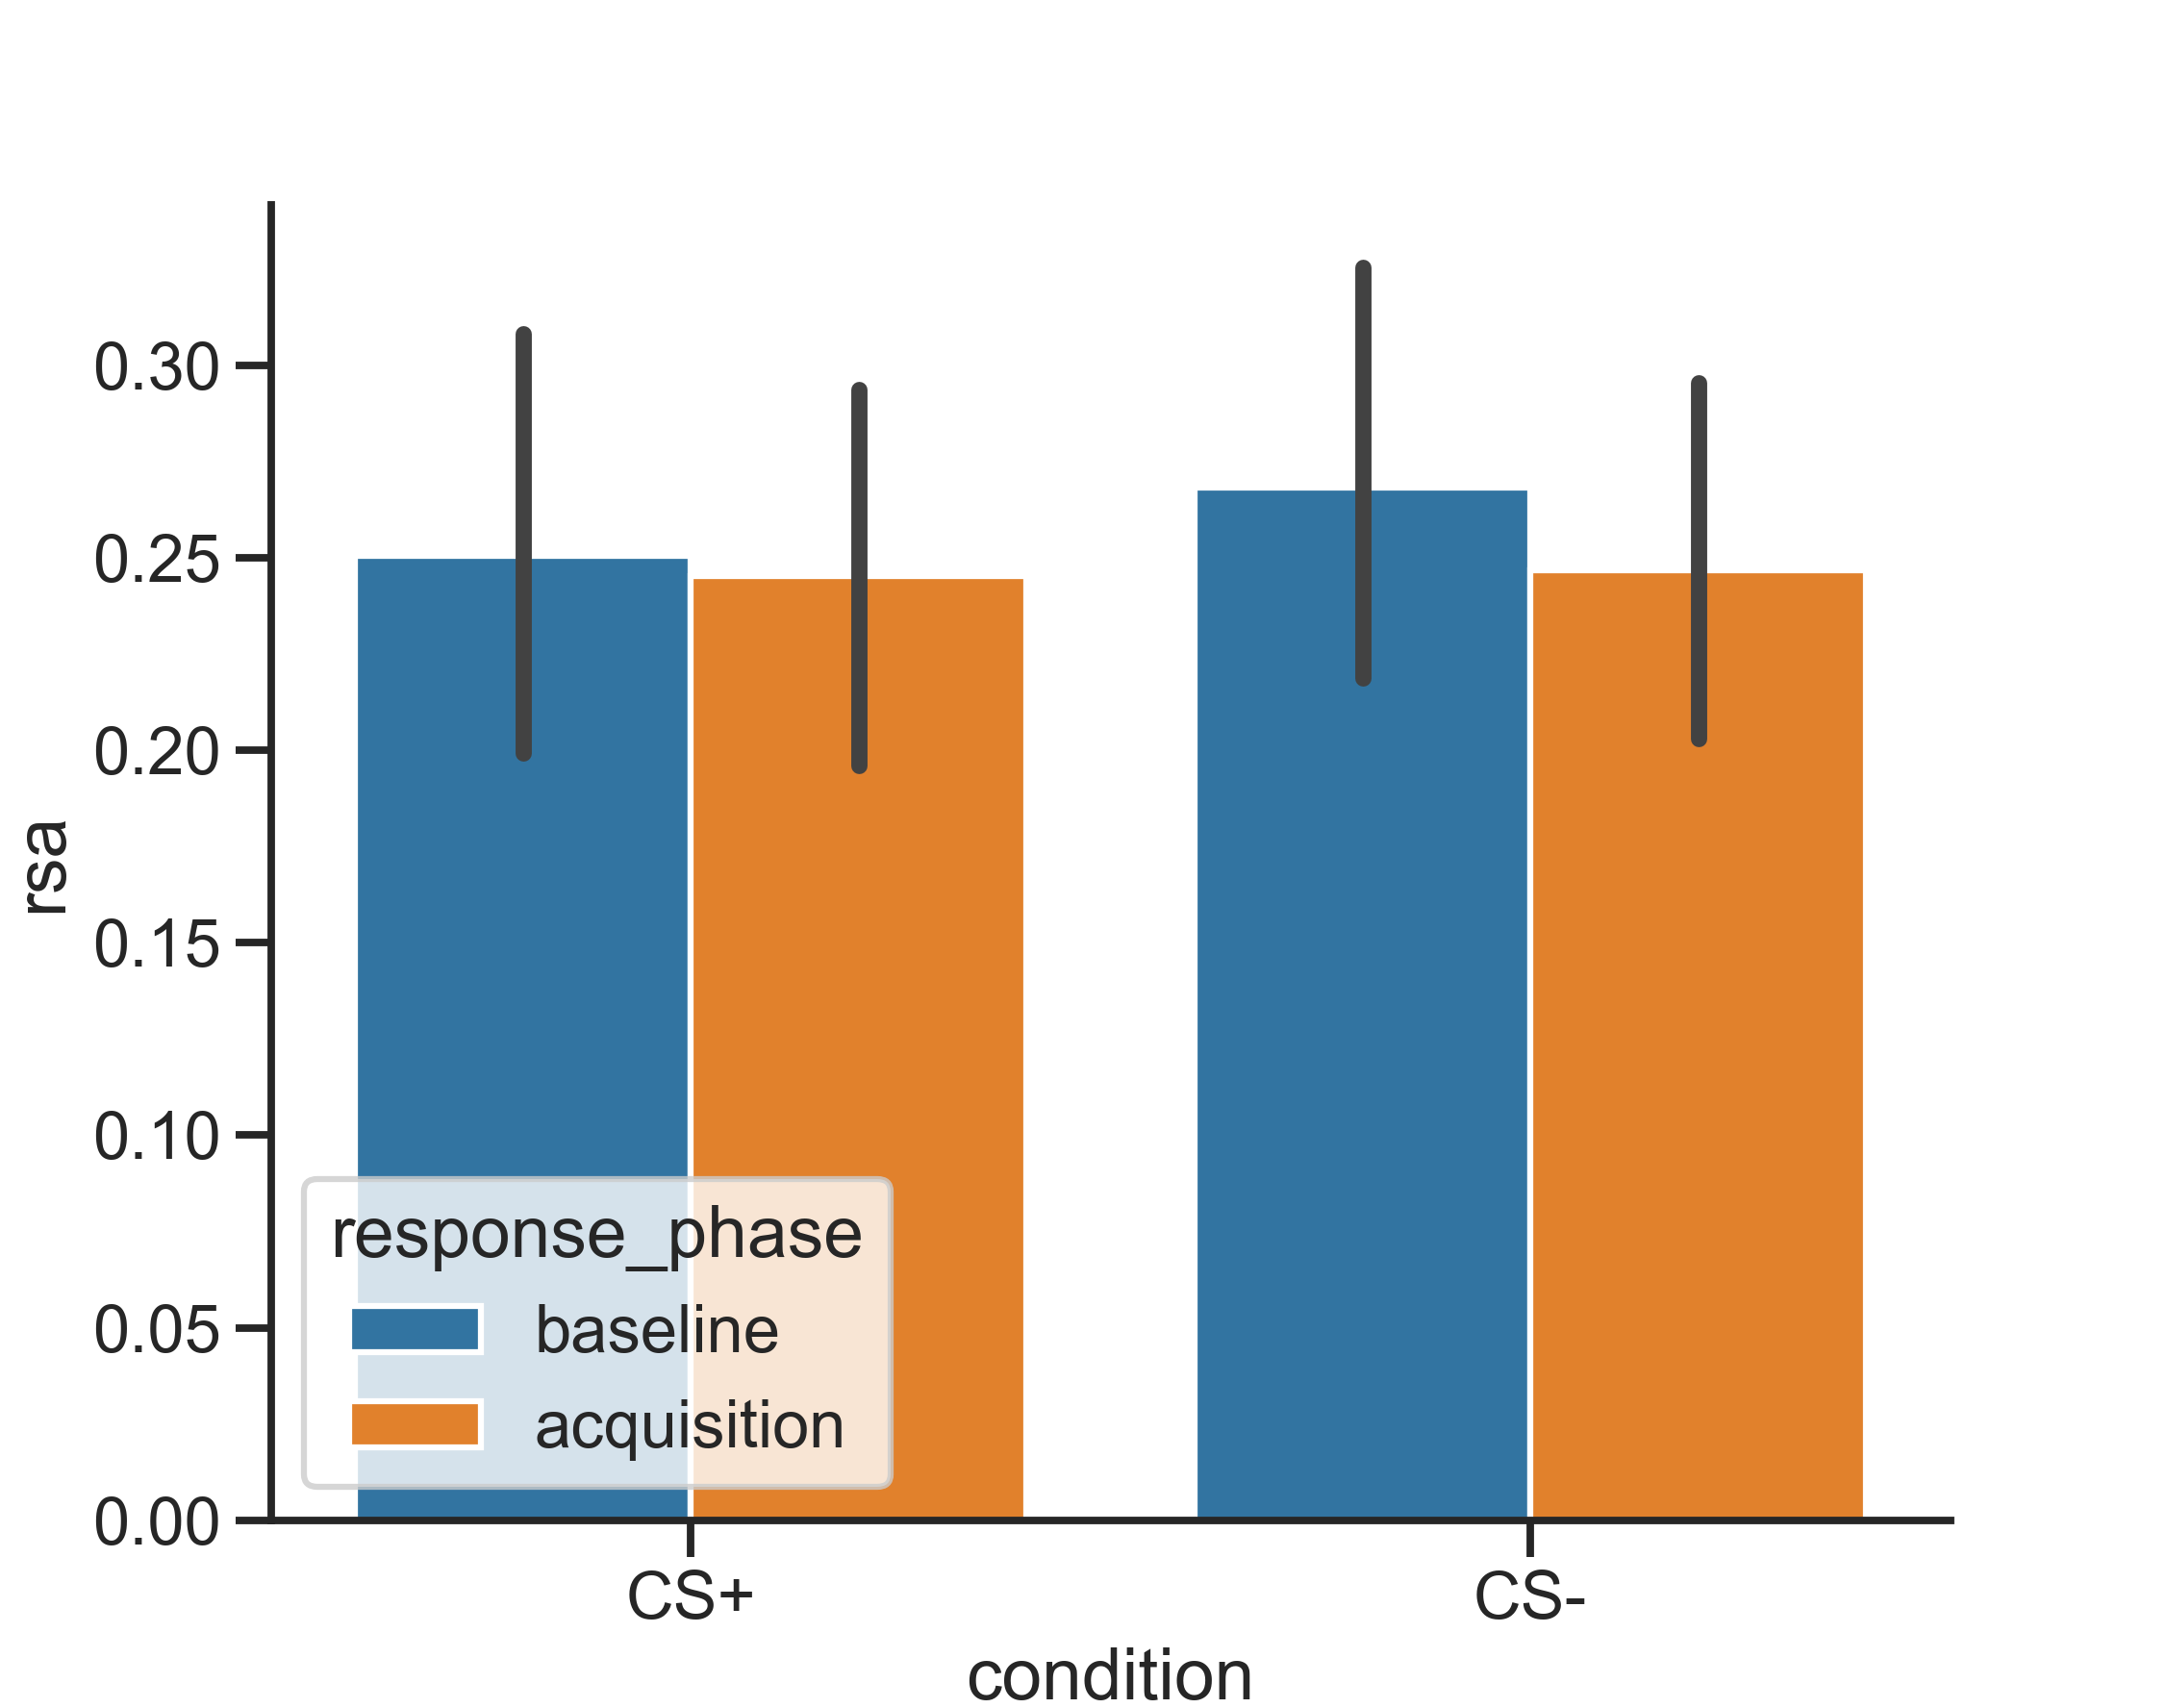 0.30
0.25
0.20
0.15
0.10
0.05
0.00
rsa
response_phase
baseline
acquisition
CS+
CS-
condition